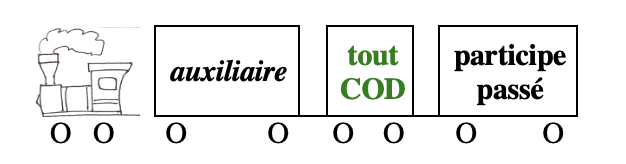 auxiliaire
tout
COD
participe
passé
O O O O O O O O